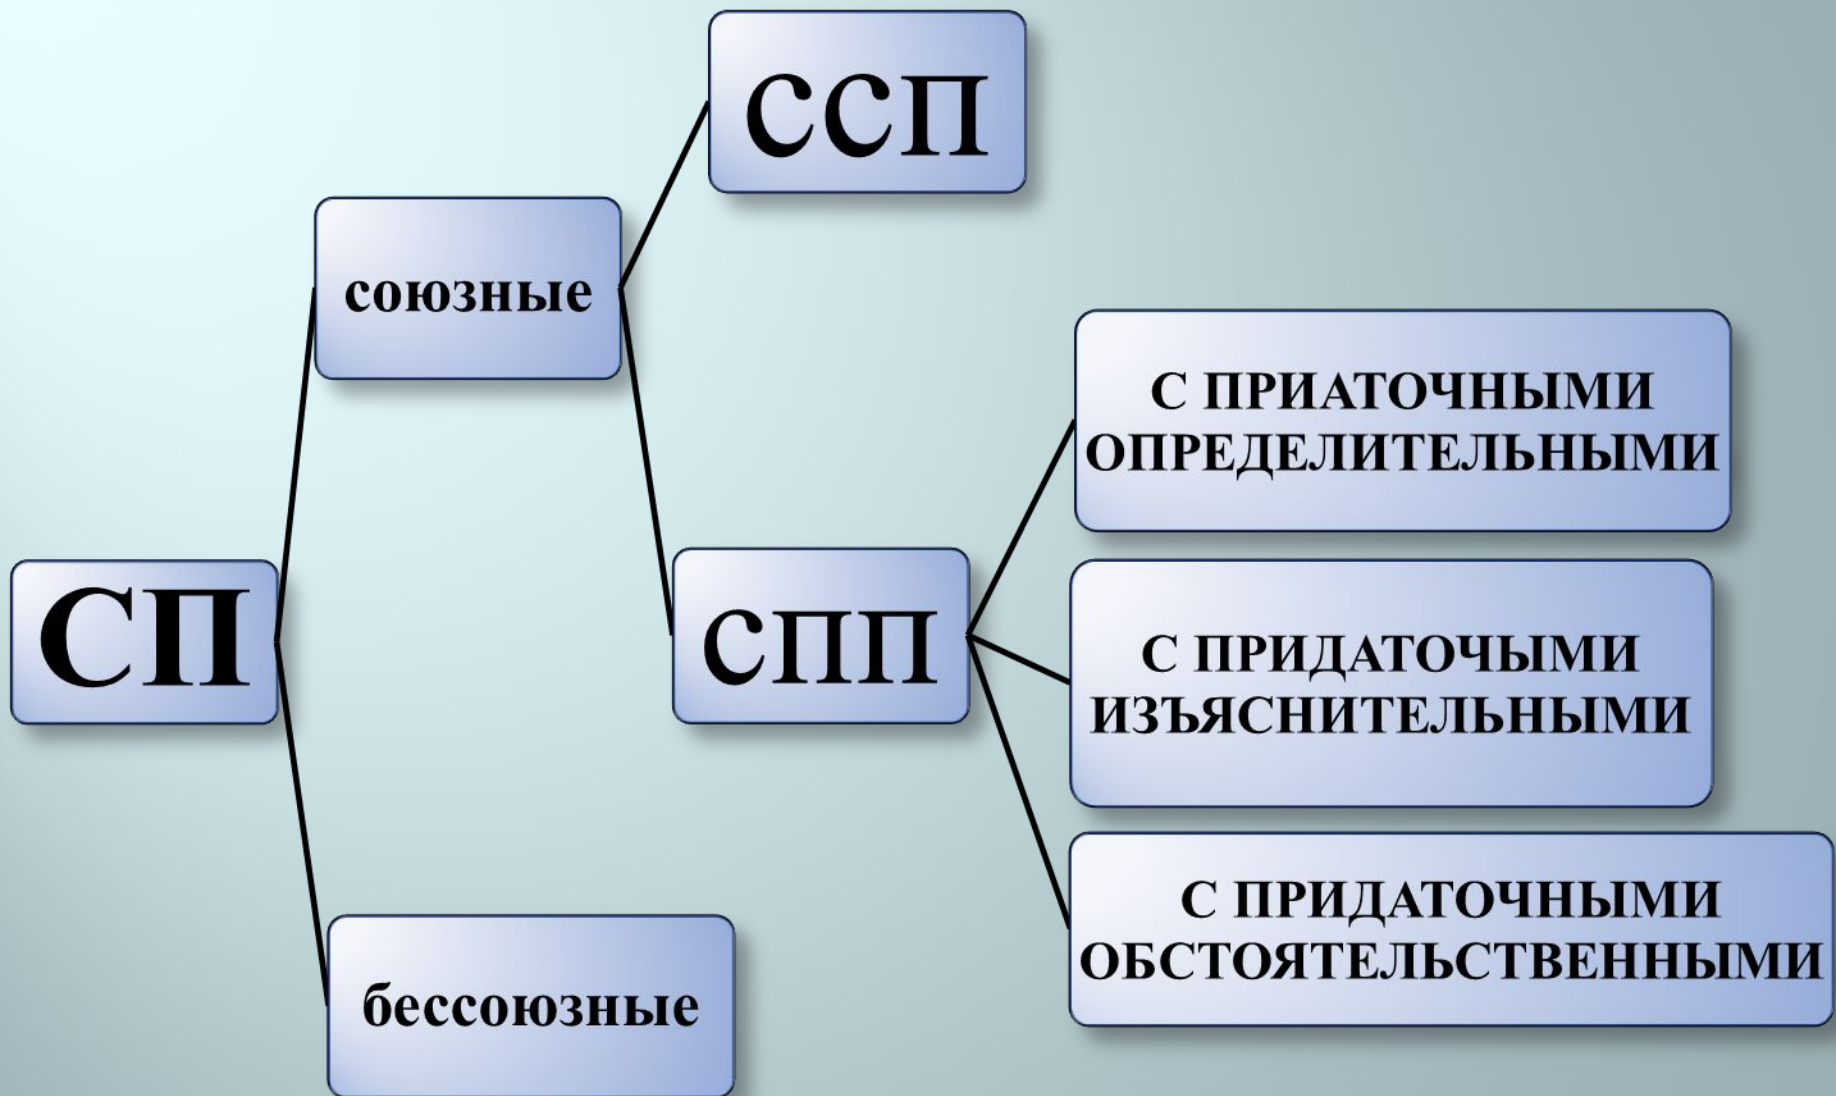 ССП
союзные
С ПРИАТОЧНЫМИ
ОПРЕДЕЛИТЕЛЬНЫМИ
СП
СПП
С ПРИДАТОЧЫМИ
ИЗЪЯСНИТЕЛЬНЫМИ
С ПРИДАТОЧНЫМИ
ОБСТОЯТЕЛЬСТВЕННЫМИ
бессоюзные